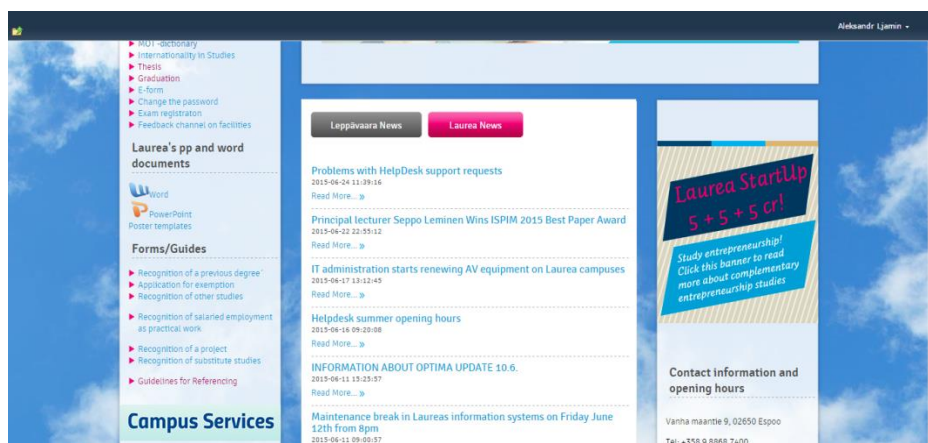 Aleksandr Ljamin
MOT -dictionary
Internationality in Studies
Thesis
Graduation
E-form
Change the password
Exam registraton
Feedback channel on facilities
Laurea's pp and word
documents
Word
PowerPoint
Poster templates
Forms/Guides
Recognition of a previous degree
Application for exemption
Recognition of other studies
Recognition of salaried employment
as practical work
Recognition of a project
Recognition of substitute studies
Guidelines for Referencing
Campus Services
Leppävaara News
Laurea News
Problems with HelpDesk support requests
2015-06-24 11:39:16
Read More... »
Principal lecturer Seppo Leminen Wins ISPIM 2015 Best Paper Award
2015-06-22 22:55:12
Read More... »
IT administration starts renewing AV equipment on Laurea campuses
2015-06-17 13:12:45
Read More... »
Helpdesk summer opening hours
2015-06-16 09:20:08
Read More... »
INFORMATION ABOUT OPTIMA UPDATE 10.6.
2015-06-11 15:25:57
Read More... »
Maintenance break in Laureas information systems on Friday June
12th from 8pm
2015-06-11 09:00:57
Laurea StartUp
5 + 5 + 5 cr!
Study entrepreneurship!
Click this banner to read
more about complementary
entrepreneurship studies
Contact information and
opening hours
Vanha maantie 9, 02650 Espoo
Tel: +358 9 8868 7400